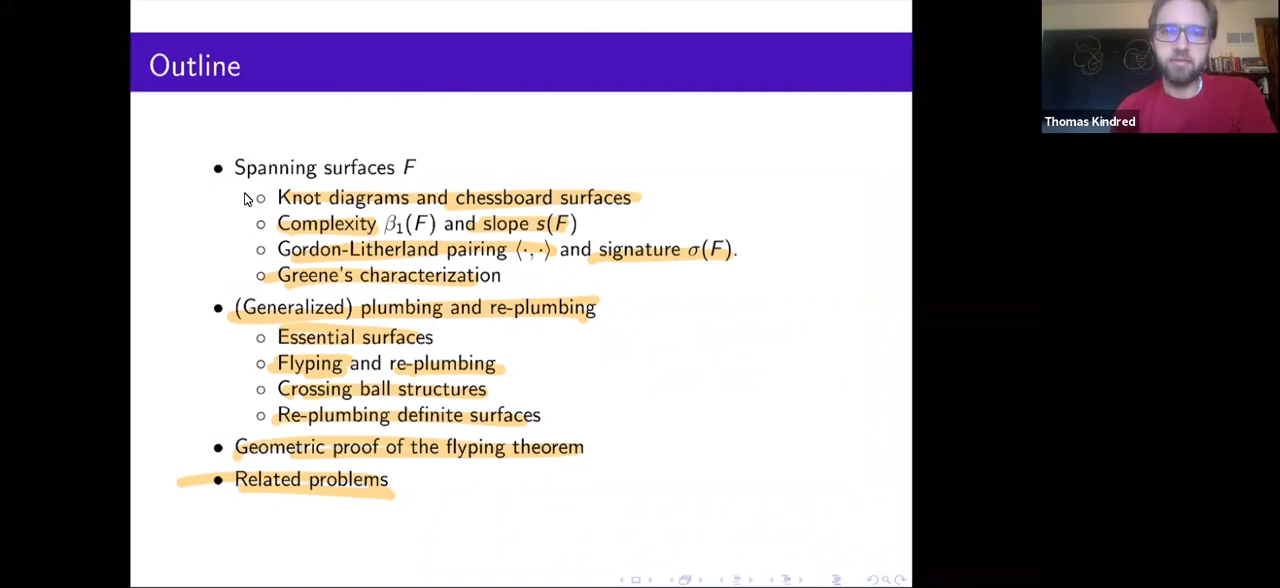 Outline
• Spanning surfaces F
○ Knot diagrams and chessboard surfaces
○ Complexity β₁(F) and slope s(F)
○ Gordon-Litherland pairing ⟨·, ·⟩ and signature σ(F).
○ Greene's characterization
• (Generalized) plumbing and re-plumbing
○ Essential surfaces
○ Flyping and re-plumbing
○ Crossing ball structures
○ Re-plumbing definite surfaces
• Geometric proof of the flyping theorem
• Related problems
Thomas Kindred